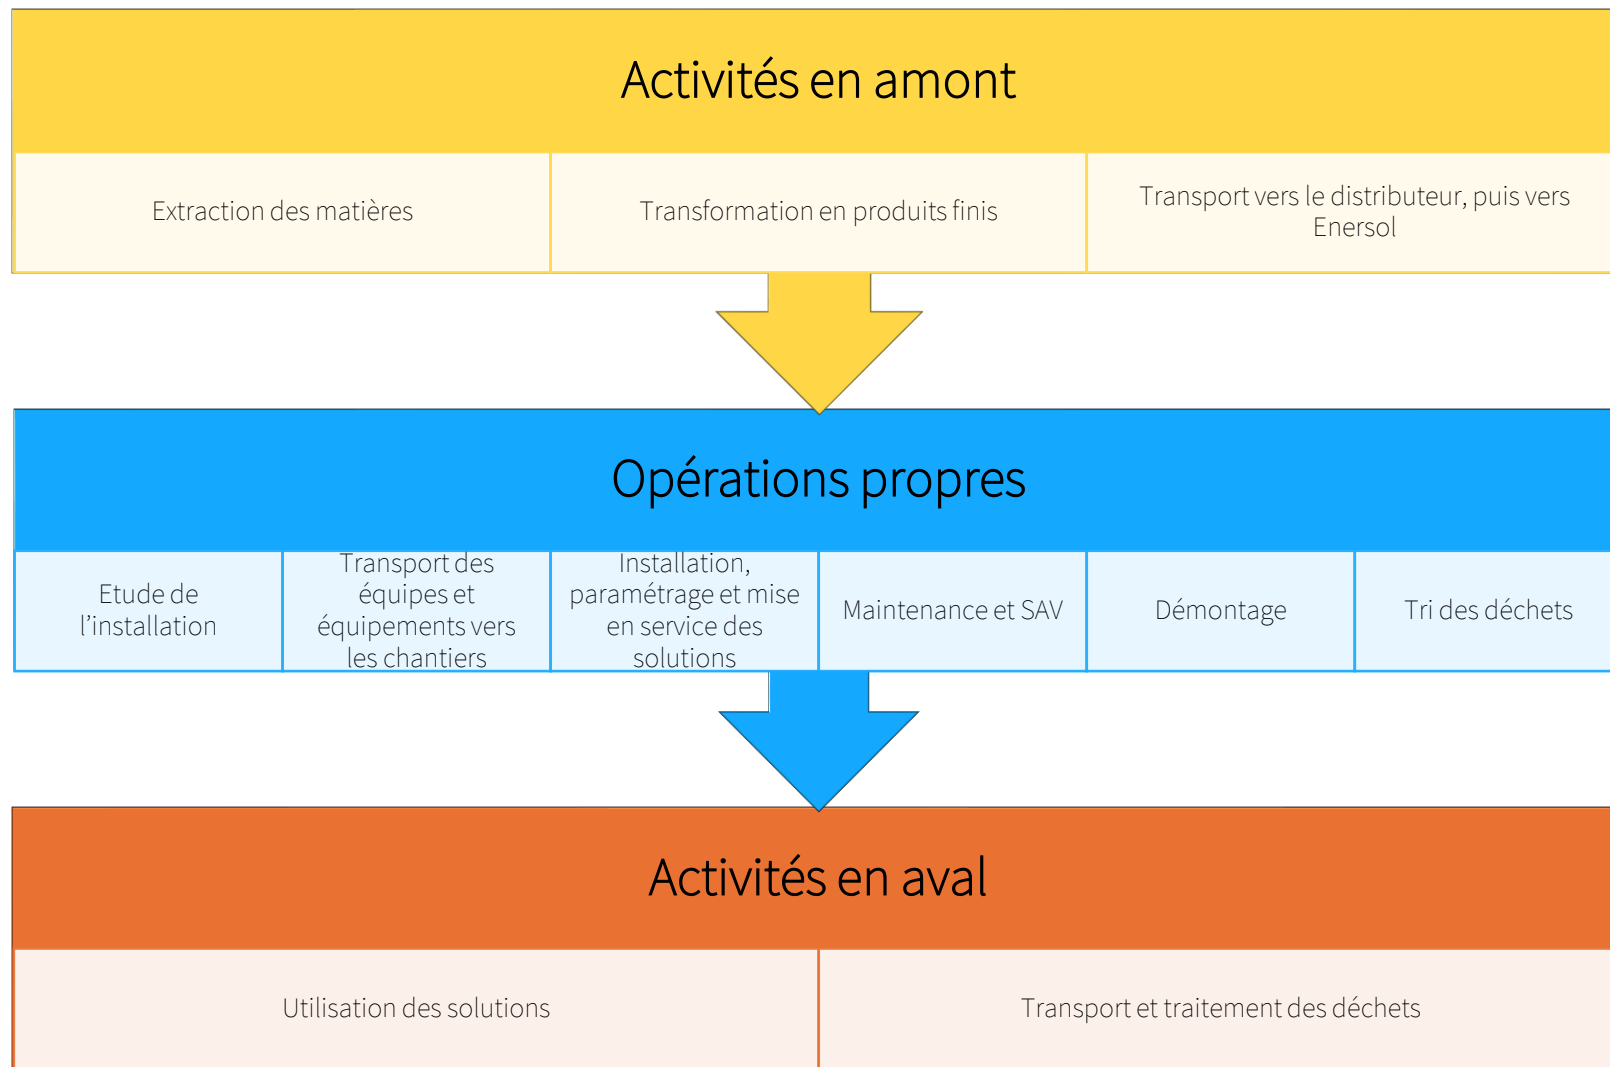 Activités en amont
Extraction des matières
Transformation en produits finis
Transport vers le distributeur, puis vers
Enersol
Opérations propres
Etude de
l’installation
Transport des
équipes et
équipements vers
les chantiers
Installation,
paramétrage et mise
en service des
solutions
Maintenance et SAV
Démontage
Tri des déchets
Activités en aval
Utilisation des solutions
Transport et traitement des déchets